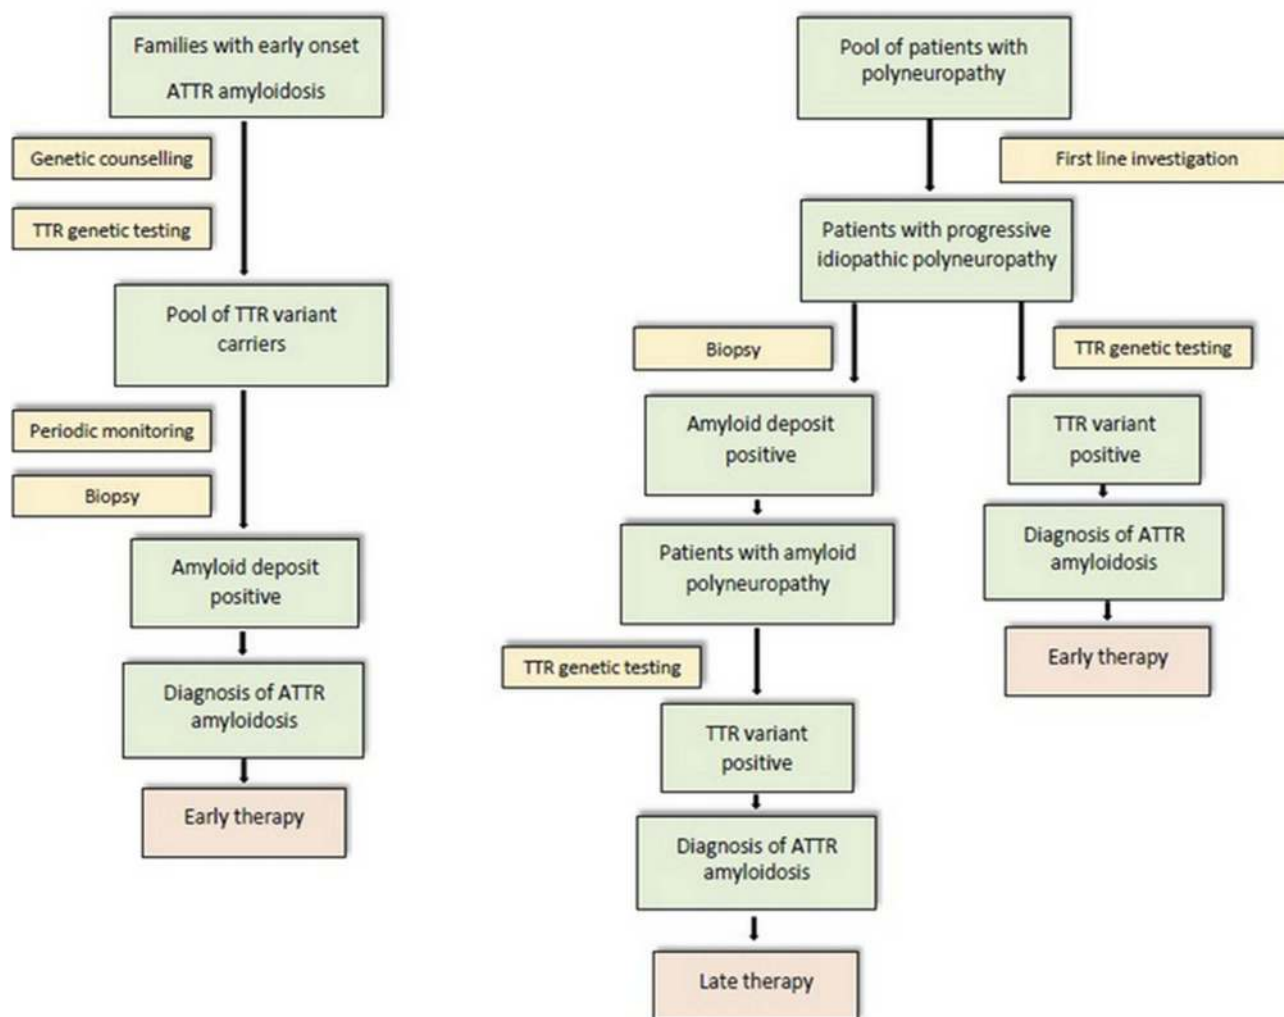 Families with early onset
ATTR amyloidosis
Genetic counselling
TTR genetic testing
Pool of TTR variant
carriers
Periodic monitoring
Biopsy
Amyloid deposit
positive
Diagnosis of ATTR
amyloidosis
Early therapy
Pool of patients with
polyneuropathy
First line investigation
Patients with progressive
idiopathic polyneuropathy
Biopsy
Amyloid deposit
positive
Patients with amyloid
polyneuropathy
TTR genetic testing
TTR variant
positive
Diagnosis of ATTR
amyloidosis
Late therapy
TTR genetic testing
TTR variant
positive
Diagnosis of ATTR
amyloidosis
Early therapy